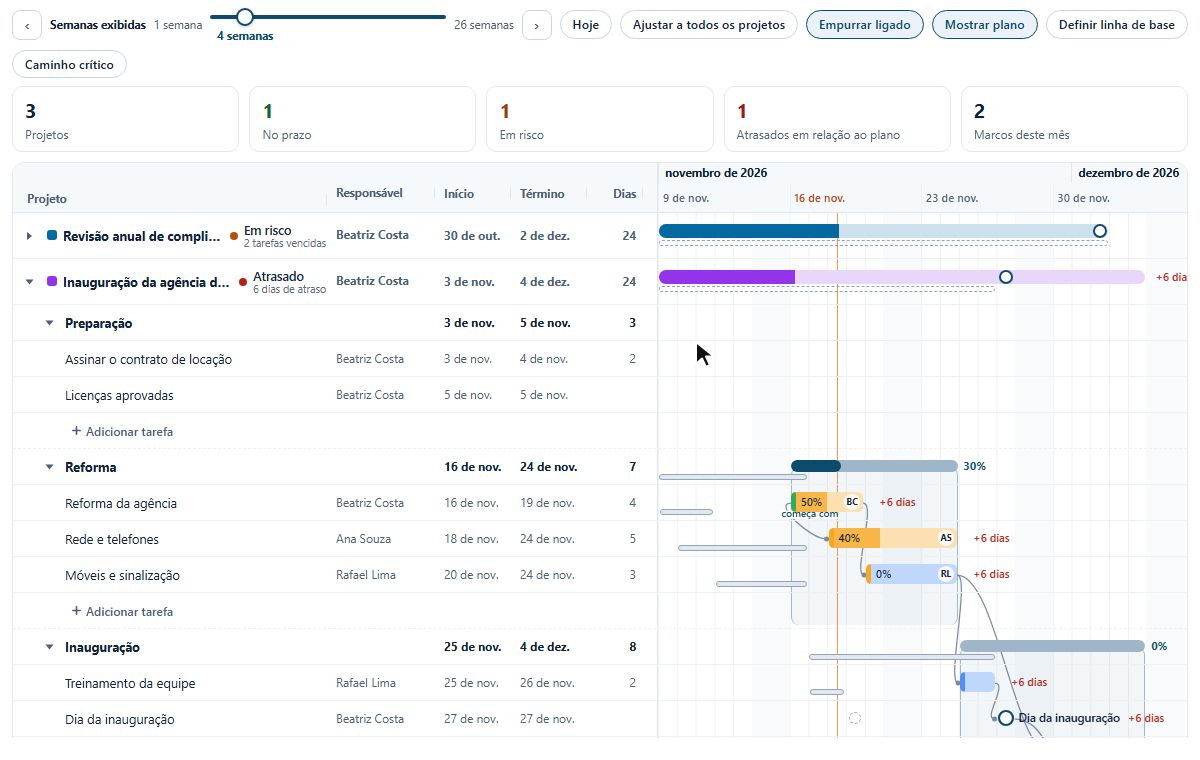 ‹ Semanas exibidas 1 semana 26 semanas › Hoje Ajustar a todos os projetos Empurrar ligado Mostrar plano Definir linha de base
4 semanas
Caminho crítico
3 1 1 1 2
Projetos No prazo Em risco Atrasados em relação ao plano Marcos deste mês
novembro de 2026 dezembro de 2026
Projeto Responsável Início Término Dias 9 de nov. 16 de nov. 23 de nov. 30 de nov.
Revisão anual de compli... Em risco Beatriz Costa 30 de out. 2 de dez. 24
2 tarefas vencidas
Inauguração da agência d... Atrasado Beatriz Costa 3 de nov. 4 de dez. 24 +6 dia
6 dias de atraso
Preparação 3 de nov. 5 de nov. 3
Assinar o contrato de locação Beatriz Costa 3 de nov. 4 de nov. 2
Licenças aprovadas Beatriz Costa 5 de nov. 5 de nov.
+ Adicionar tarefa
Reforma 16 de nov. 24 de nov. 7 30%
Reforma da agência Beatriz Costa 16 de nov. 19 de nov. 4 50% BC +6 dias
começa com
Rede e telefones Ana Souza 18 de nov. 24 de nov. 5 40% AS +6 dias
Móveis e sinalização Rafael Lima 20 de nov. 24 de nov. 3 0% RL +6 dias
+ Adicionar tarefa
Inauguração 25 de nov. 4 de dez. 8 0%
Treinamento da equipe Rafael Lima 25 de nov. 26 de nov. 2 +6 dias
Dia da inauguração Beatriz Costa 27 de nov. 27 de nov. Dia da inauguração +6 dias